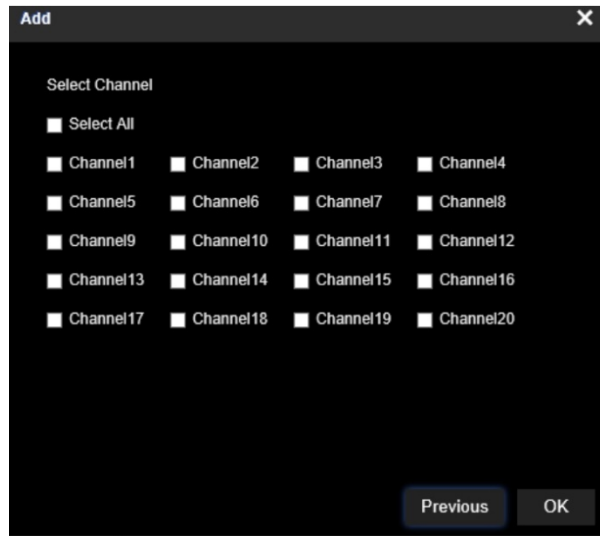 Add
Select Channel
Select All
Channel1 Channel2 Channel3 Channel4
Channel5 Channel6 Channel7 Channel8
Channel9 Channel10 Channel11 Channel12
Channel13 Channel14 Channel15 Channel16
Channel17 Channel18 Channel19 Channel20
Previous OK